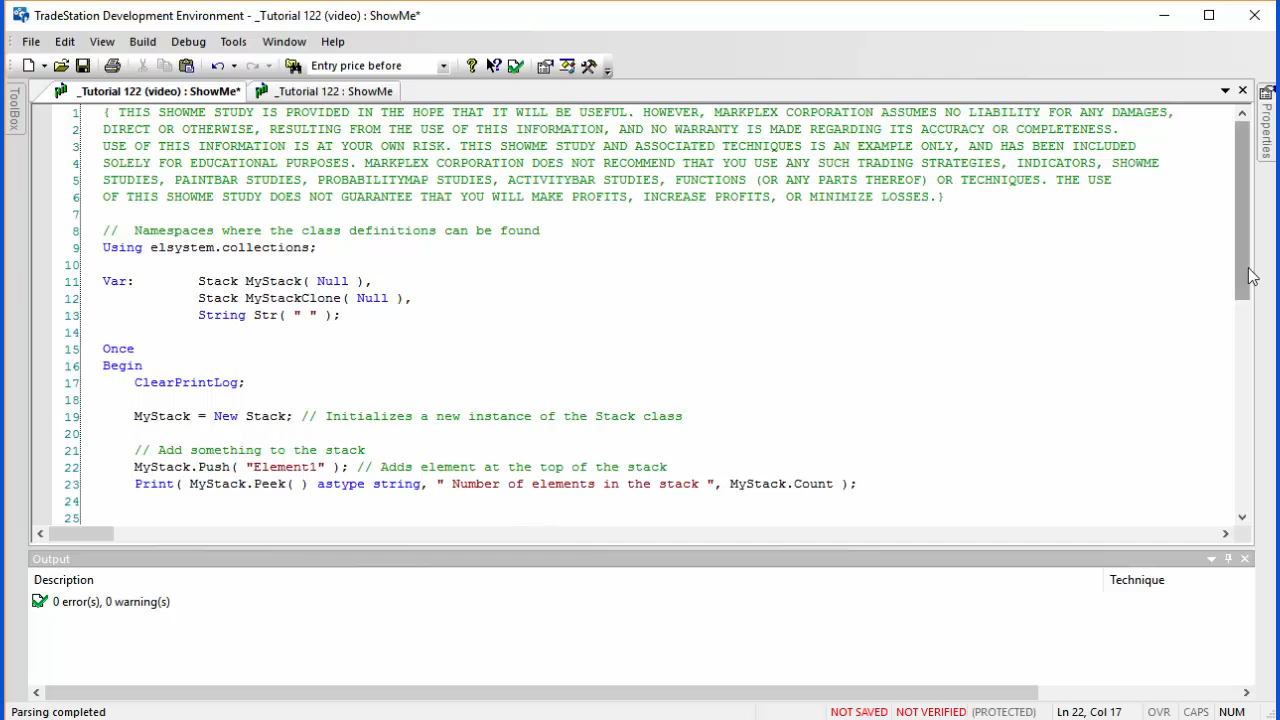 TradeStation Development Environment - _Tutorial 122 (video) : ShowMe*
File Edit View Build Debug Tools Window Help
Entry price before
ToolBox
_Tutorial 122 (video) : ShowMe*
_Tutorial 122 : ShowMe
Properties
1 { THIS SHOWME STUDY IS PROVIDED IN THE HOPE THAT IT WILL BE USEFUL. HOWEVER, MARKPLEX CORPORATION ASSUMES NO LIABILITY FOR ANY DAMAGES,
2 DIRECT OR OTHERWISE, RESULTING FROM THE USE OF THIS INFORMATION, AND NO WARRANTY IS MADE REGARDING ITS ACCURACY OR COMPLETENESS.
3 USE OF THIS INFORMATION IS AT YOUR OWN RISK. THIS SHOWME STUDY AND ASSOCIATED TECHNIQUES IS AN EXAMPLE ONLY, AND HAS BEEN INCLUDED
4 SOLELY FOR EDUCATIONAL PURPOSES. MARKPLEX CORPORATION DOES NOT RECOMMEND THAT YOU USE ANY SUCH TRADING STRATEGIES, INDICATORS, SHOWME
5 STUDIES, PAINTBAR STUDIES, PROBABILITYMAP STUDIES, ACTIVITYBAR STUDIES, FUNCTIONS (OR ANY PARTS THEREOF) OR TECHNIQUES. THE USE
6 OF THIS SHOWME STUDY DOES NOT GUARANTEE THAT YOU WILL MAKE PROFITS, INCREASE PROFITS, OR MINIMIZE LOSSES.}
7
8 // Namespaces where the class definitions can be found
9 Using elsystem.collections;
10
11 Var: Stack MyStack( Null ),
12 Stack MyStackClone( Null ),
13 String Str( " " );
14
15 Once
16 Begin
17 ClearPrintLog;
18
19 MyStack = New Stack; // Initializes a new instance of the Stack class
20
21 // Add something to the stack
22 MyStack.Push( "Element1" ); // Adds element at the top of the stack
23 Print( MyStack.Peek( ) astype string, " Number of elements in the stack ", MyStack.Count );
24
25
Output
Description Technique
0 error(s), 0 warning(s)
Parsing completed NOT SAVED NOT VERIFIED (PROTECTED) Ln 22, Col 17 OVR CAPS NUM